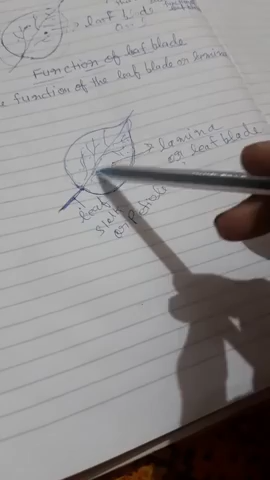 leaf blade
Function of leaf blade
function of the leaf blade or lamina
lamina
or leaf blade
leaf
stalk
or Petiole